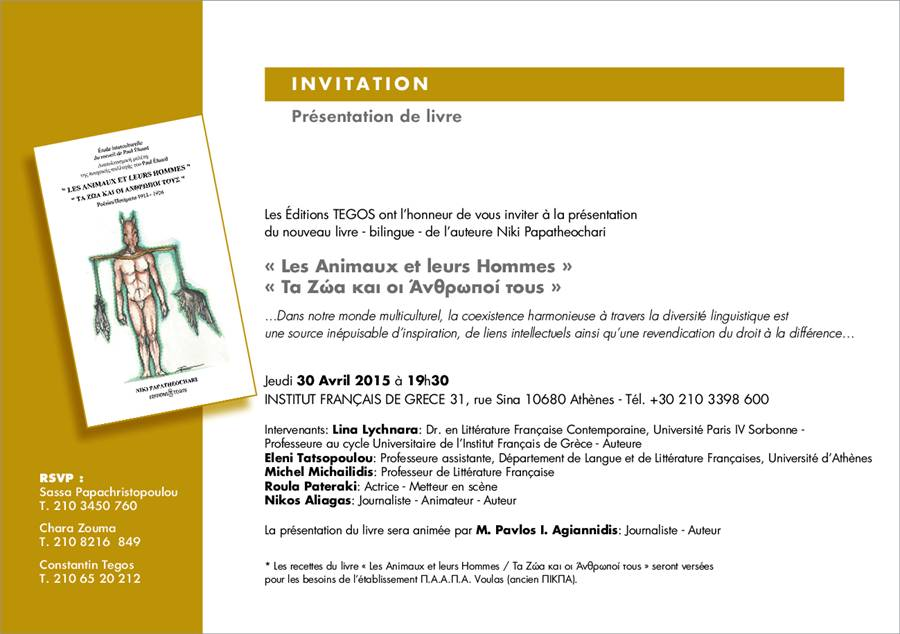 INVITATION
Présentation de livre
Étude interculturelle
du recueil de Paul Éluard
της ποιητικής συλλογής του Paul Éluard
" LES ANIMAUX ET LEURS HOMMES "
" ΤΑ ΖΩΑ ΚΑΙ ΟΙ ΑΝΘΡΩΠΟΙ ΤΟΥΣ "
NIKI PAPATHEOCHARI
EDITIONS TEGOS
Les Éditions TEGOS ont l'honneur de vous inviter à la présentation
du nouveau livre - bilingue - de l'auteure Niki Papatheochari
« Les Animaux et leurs Hommes »
« Τα Ζώα και οι Άνθρωποί τους »
...Dans notre monde multiculturel, la coexistence harmonieuse à travers la diversité linguistique est
une source inépuisable d'inspiration, de liens intellectuels ainsi qu'une revendication du droit à la différence...
Jeudi 30 Avril 2015 à 19h30
INSTITUT FRANÇAIS DE GRECE 31, rue Sina 10680 Athènes - Tél. +30 210 3398 600
Intervenants: Lina Lychnara: Dr. en Littérature Française Contemporaine, Université Paris IV Sorbonne -
Professeure au cycle Universitaire de l'Institut Français de Grèce - Auteure
Eleni Tatsopoulou: Professeure assistante, Département de Langue et de Littérature Françaises, Université d'Athènes
Michel Michailidis: Professeur de Littérature Française
Roula Pateraki: Actrice - Metteur en scène
Nikos Aliagas: Journaliste - Animateur - Auteur
La présentation du livre sera animée par M. Pavlos I. Agiannidis: Journaliste - Auteur
* Les recettes du livre « Les Animaux et leurs Hommes / Τα Ζώα και οι Άνθρωποί τους » seront versées
pour les besoins de l'établissement Π.Α.Α.Π.Α. Voulas (ancien ΠΙΚΠΑ).
RSVP :
Sassa Papachristopoulou
T. 210 3450 760
Chara Zouma
T. 210 8216 849
Constantin Tegos
T. 210 65 20 212